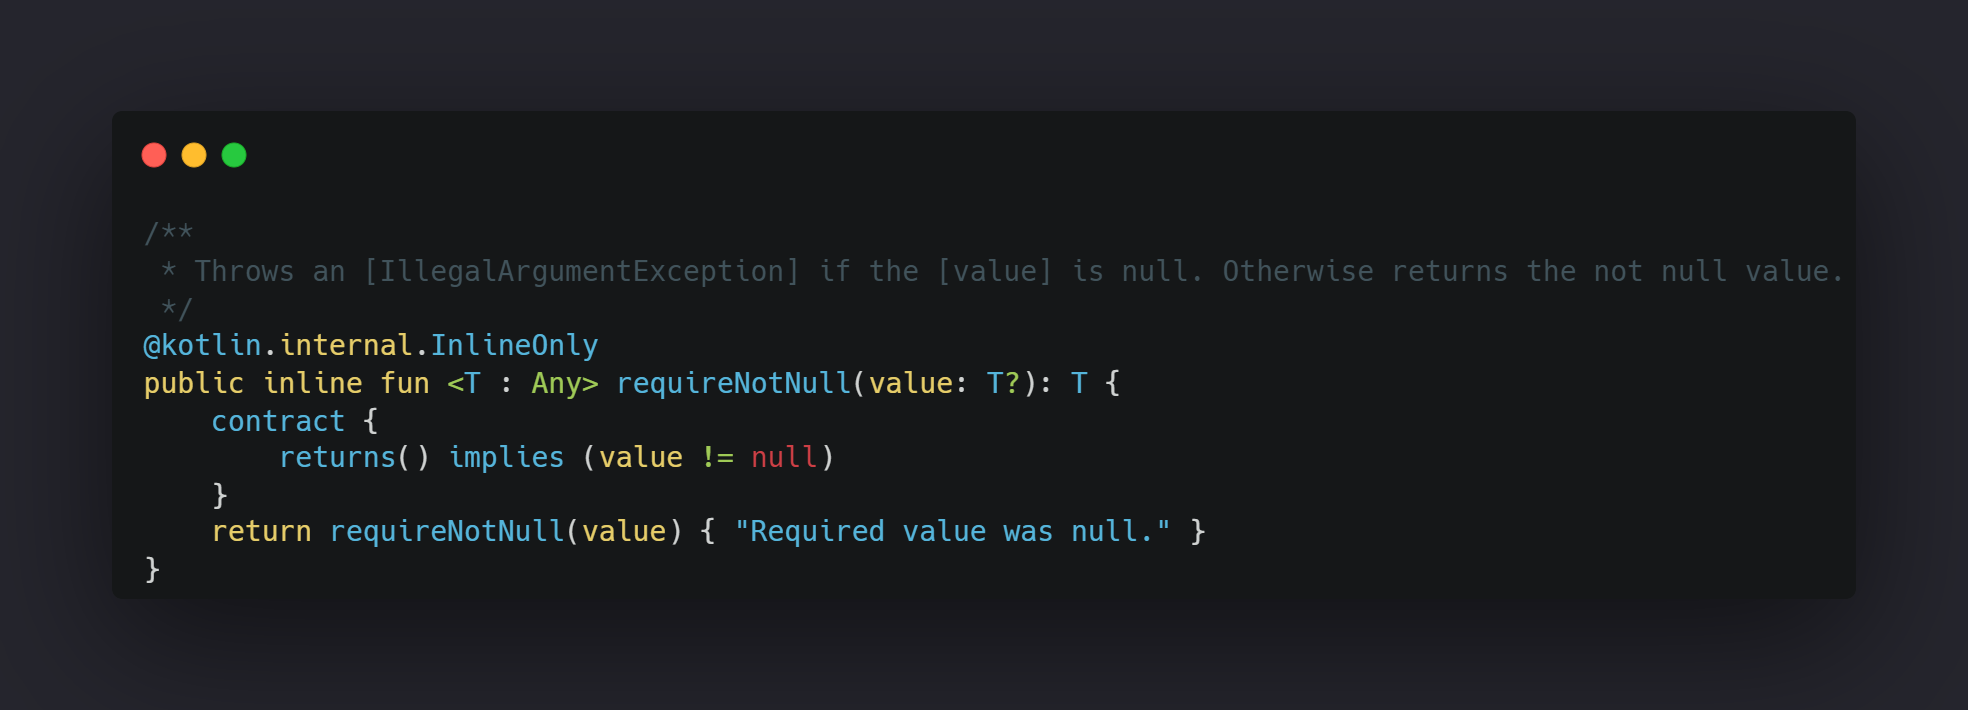 /**
 * Throws an [IllegalArgumentException] if the [value] is null. Otherwise returns the not null value.
 */
@kotlin.internal.InlineOnly
public inline fun <T : Any> requireNotNull(value: T?): T {
    contract {
        returns() implies (value != null)
    }
    return requireNotNull(value) { "Required value was null." }
}